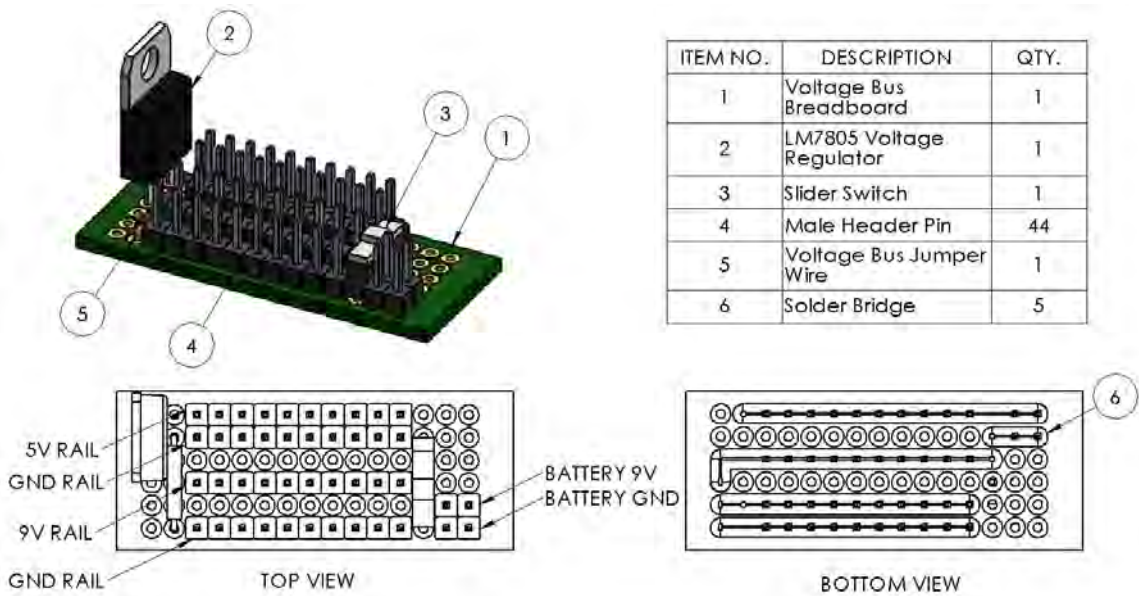 2
3
1
5
4
ITEM NO. DESCRIPTION QTY.
1 Voltage Bus Breadboard 1
2 LM7805 Voltage Regulator 1
3 Slider Switch 1
4 Male Header Pin 44
5 Voltage Bus Jumper Wire 1
6 Solder Bridge 5
5V RAIL
GND RAIL
9V RAIL
GND RAIL
BATTERY 9V
BATTERY GND
TOP VIEW
6
BOTTOM VIEW